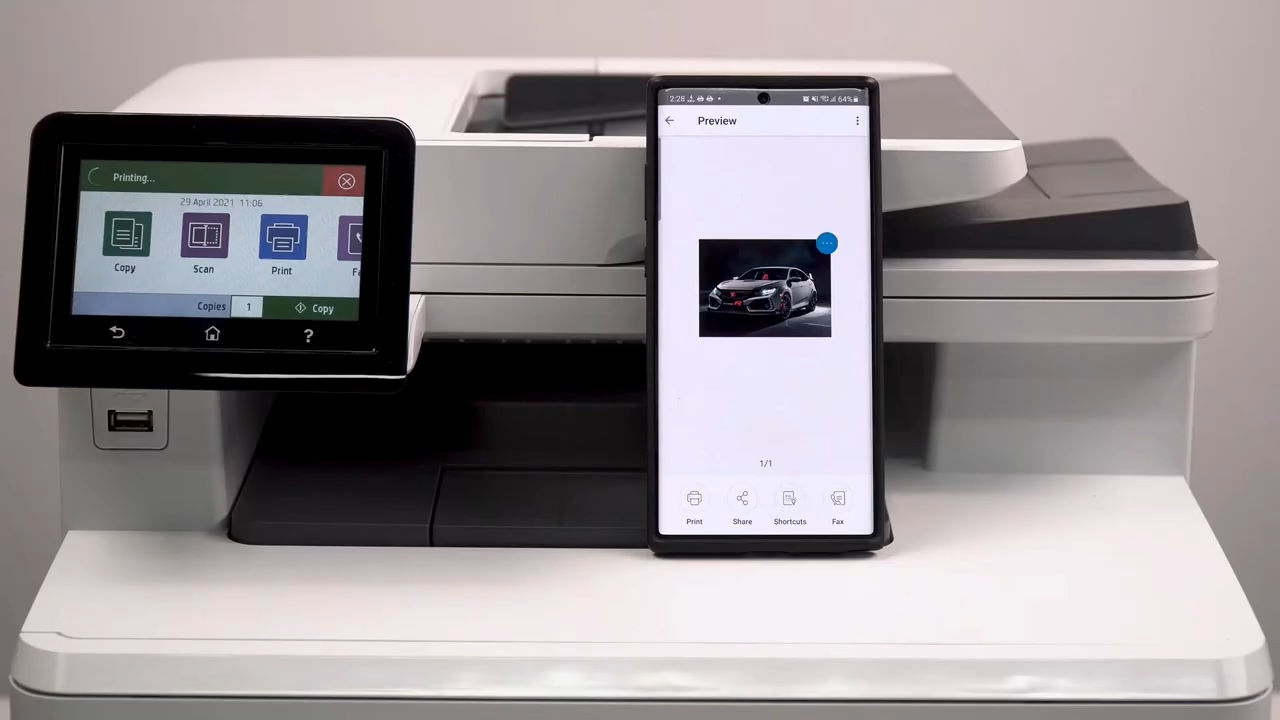 Printing...
29 April 2021 11:06
Copy
Scan
Print
Fa
Copies
1
Copy
?
2:28
64%
Preview
1/1
Print
Share
Shortcuts
Fax